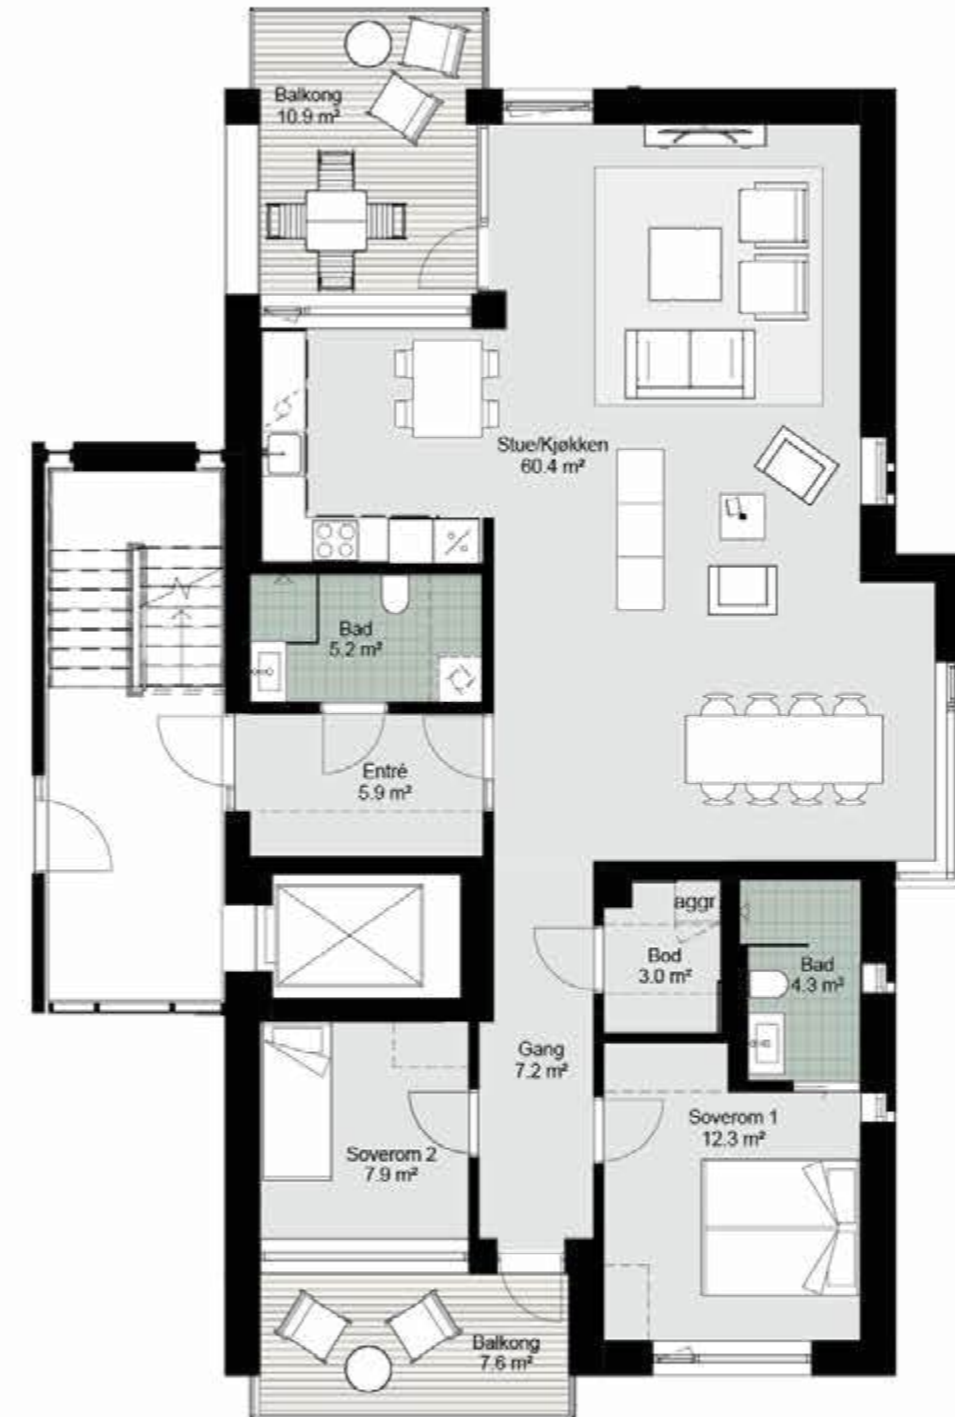 Balkong
10.9 m²
Stue/Kjøkken
60.4 m²
Bad
5.2 m²
Entré
5.9 m²
aggr
Bod
3.0 m²
Bad
4.3 m²
Gang
7.2 m²
Soverom 1
12.3 m²
Soverom 2
7.9 m²
Balkong
7.6 m²